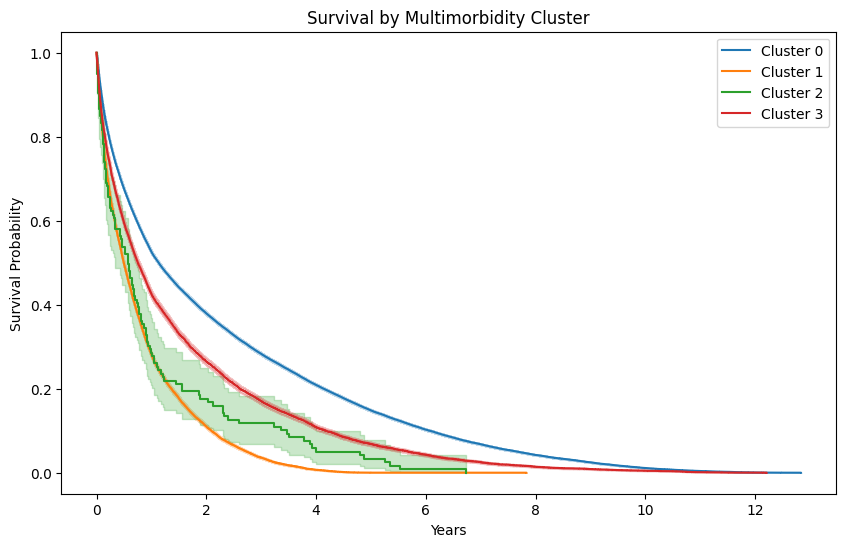 Survival by Multimorbidity Cluster
Survival Probability
1.0
0.8
0.6
0.4
0.2
0.0
Cluster 0
Cluster 1
Cluster 2
Cluster 3
0 2 4 6 8 10 12
Years